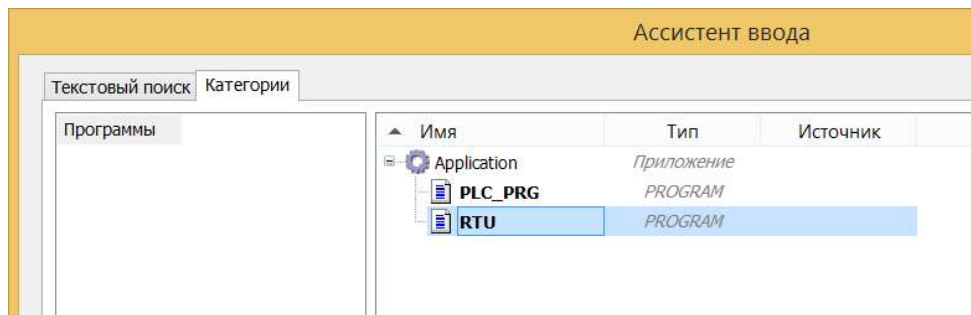 Ассистент ввода
Текстовый поиск Категории
Программы
Имя Тип Источник
Application Приложение
PLC_PRG PROGRAM
RTU PROGRAM